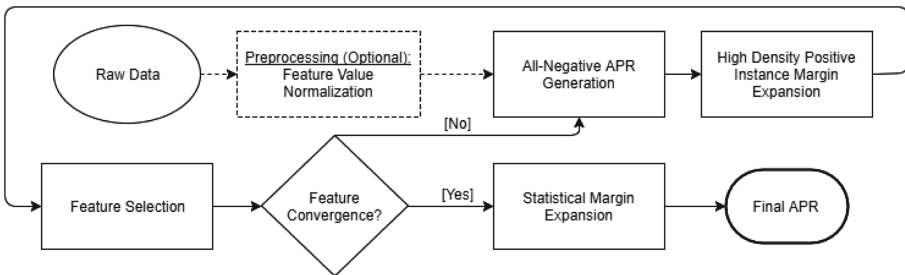 Raw Data
Preprocessing (Optional):
Feature Value
Normalization
All-Negative APR
Generation
High Density Positive
Instance Margin
Expansion
[No]
Feature Selection
Feature
Convergence?
[Yes]
Statistical Margin
Expansion
Final APR